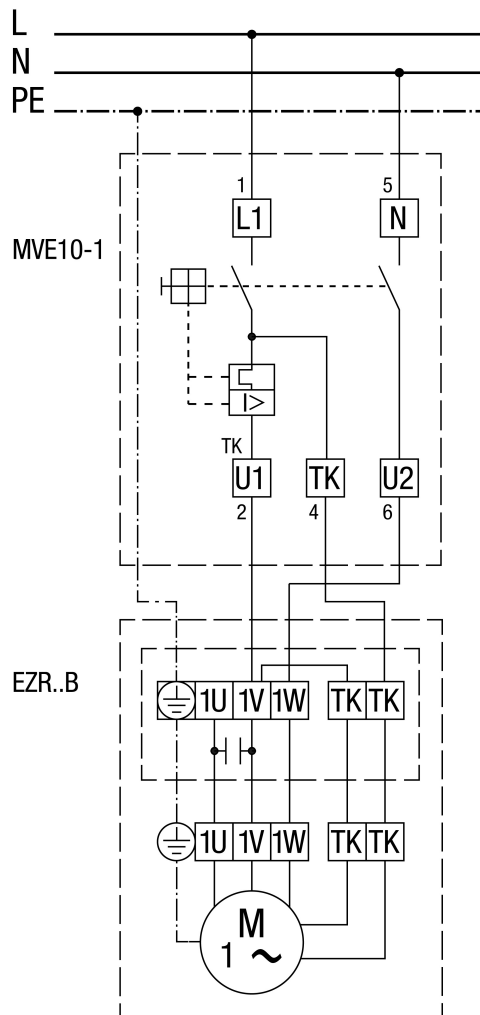 L
N
PE
1 5
L1 N
MVE10-1
I>
TK
U1 TK U2
2 4 6
EZR..B
1U 1V 1W TK TK
1U 1V 1W TK TK
M
1 ~